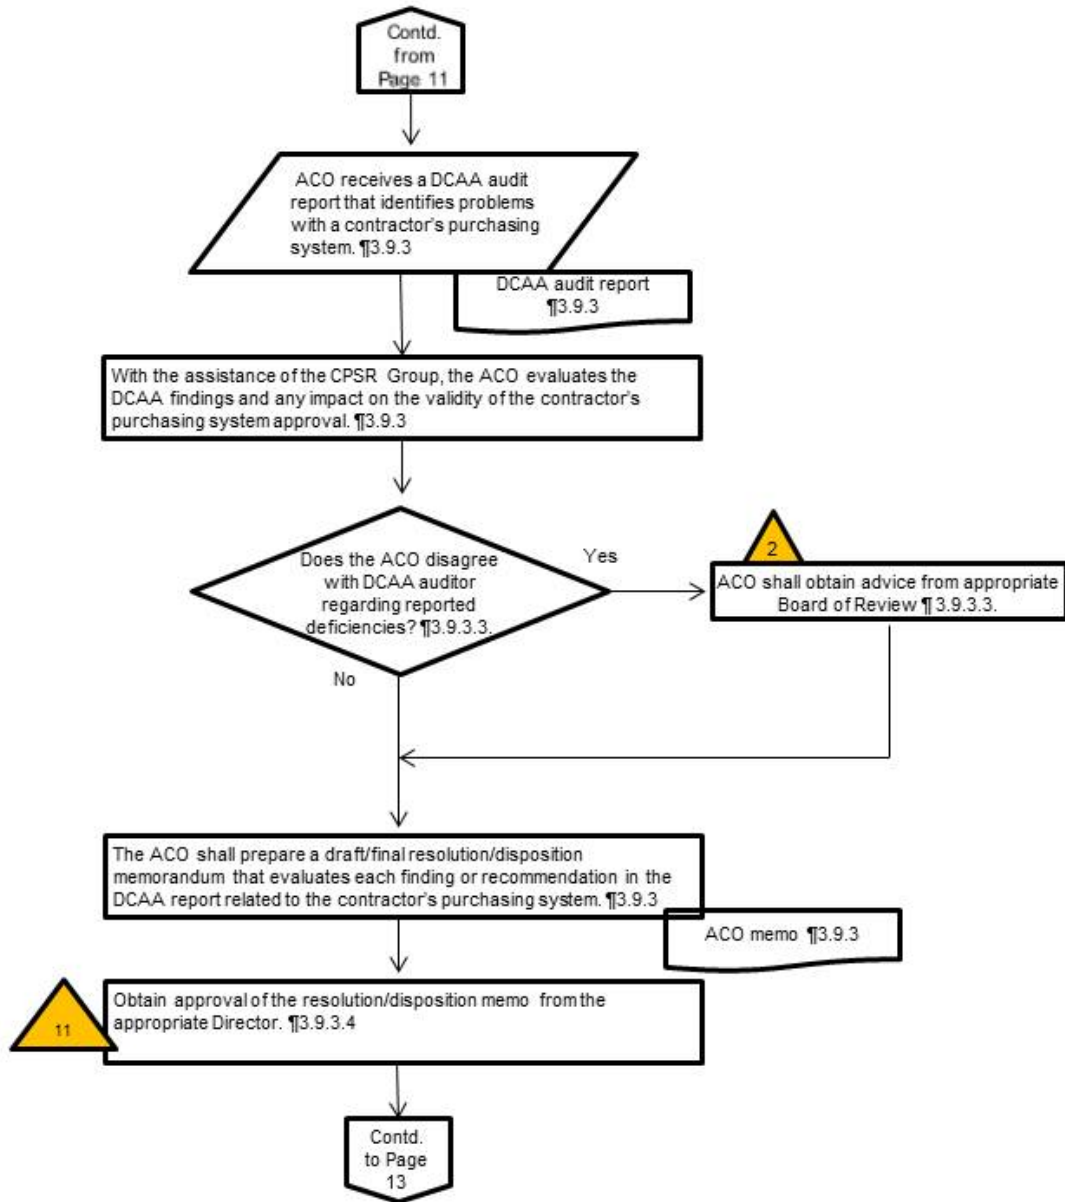 Contd.
from
Page 11
ACO receives a DCAA audit
report that identifies problems
with a contractor's purchasing
system. ¶3.9.3
DCAA audit report
¶3.9.3
With the assistance of the CPSR Group, the ACO evaluates the
DCAA findings and any impact on the validity of the contractor's
purchasing system approval. ¶3.9.3
Does the ACO disagree
with DCAA auditor
regarding reported
deficiencies? ¶3.9.3.3.
Yes
2
ACO shall obtain advice from appropriate
Board of Review ¶ 3.9.3.3.
No
The ACO shall prepare a draft/final resolution/disposition
memorandum that evaluates each finding or recommendation in the
DCAA report related to the contractor's purchasing system. ¶3.9.3
ACO memo ¶3.9.3
11
Obtain approval of the resolution/disposition memo from the
appropriate Director. ¶3.9.3.4
Contd.
to Page
13